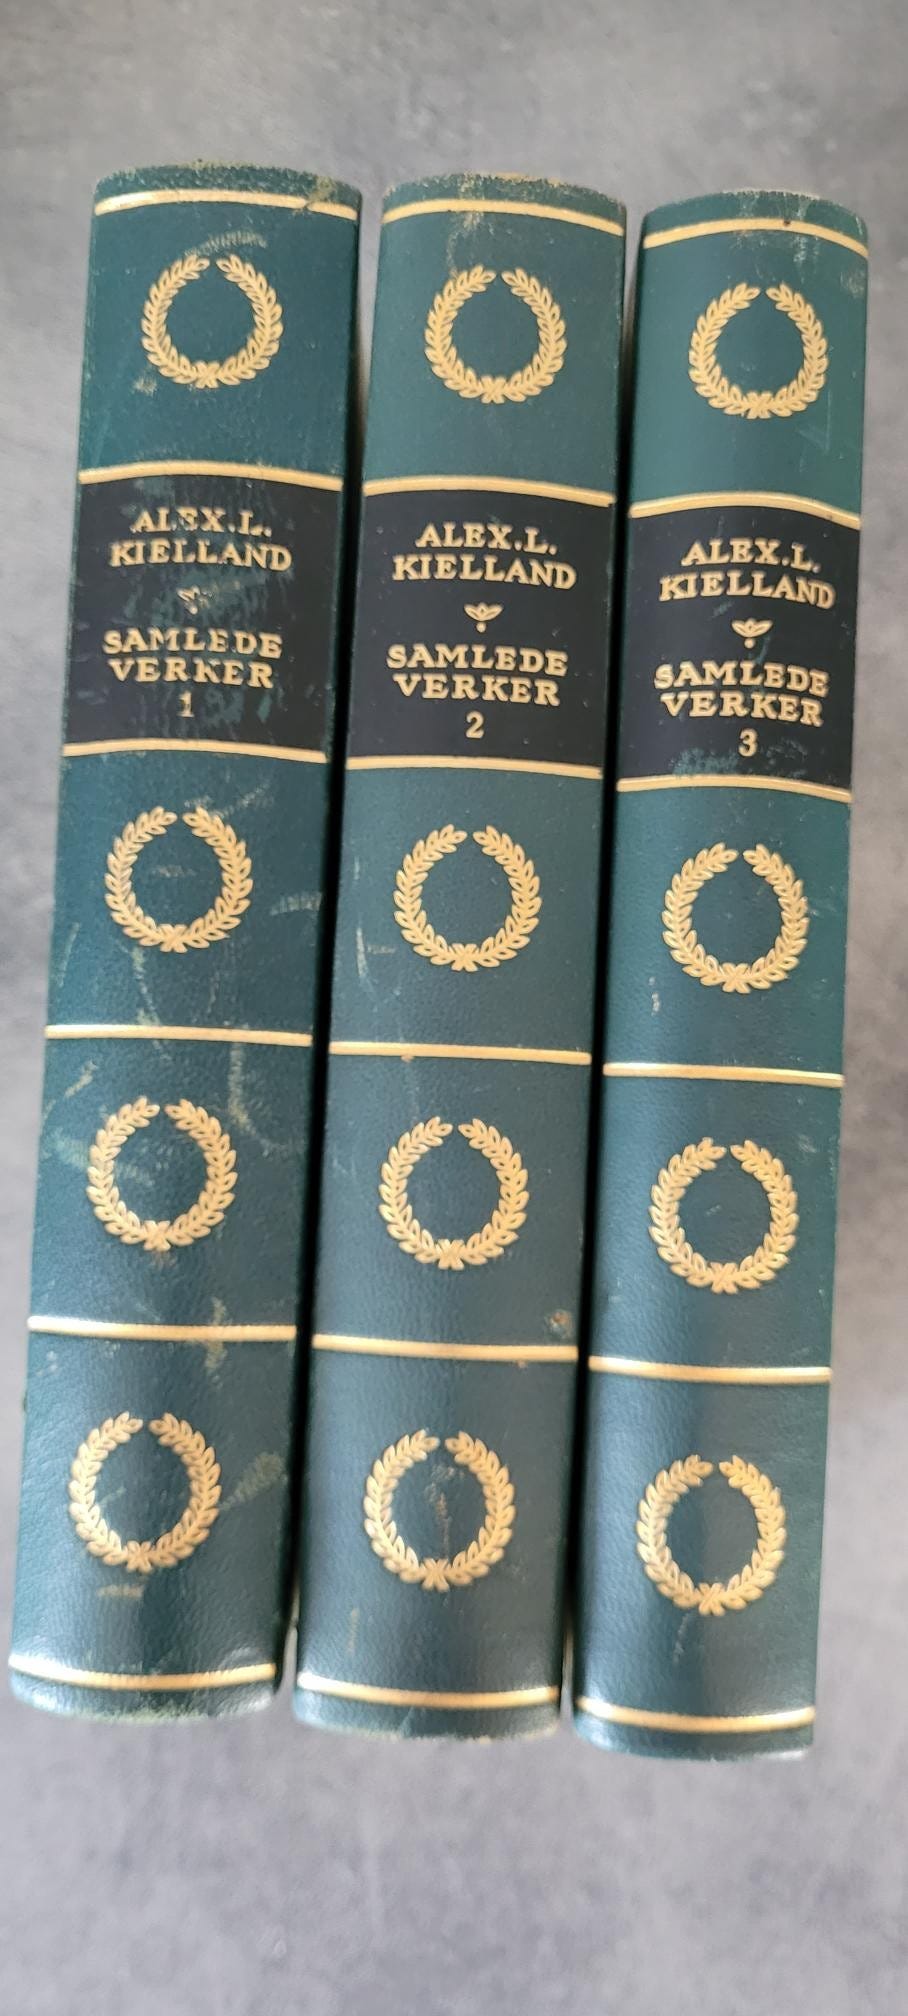 ALEX.L.
KIELLAND
SAMLEDE
VERKER
1
ALEX.L.
KIELLAND
SAMLEDE
VERKER
2
ALEX.L.
KIELLAND
SAMLEDE
VERKER
3